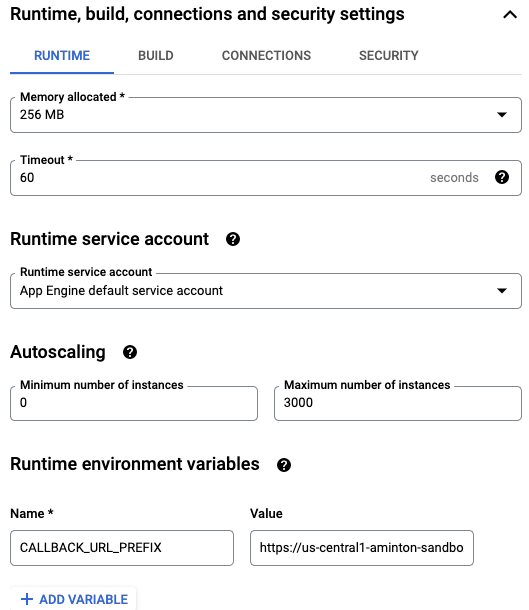 Runtime, build, connections and security settings
RUNTIME BUILD CONNECTIONS SECURITY
Memory allocated *
256 MB
Timeout *
60 seconds
Runtime service account
Runtime service account
App Engine default service account
Autoscaling
Minimum number of instances Maximum number of instances
0 3000
Runtime environment variables
Name * Value
CALLBACK_URL_PREFIX https://us-central1-aminton-sandbo
+ ADD VARIABLE